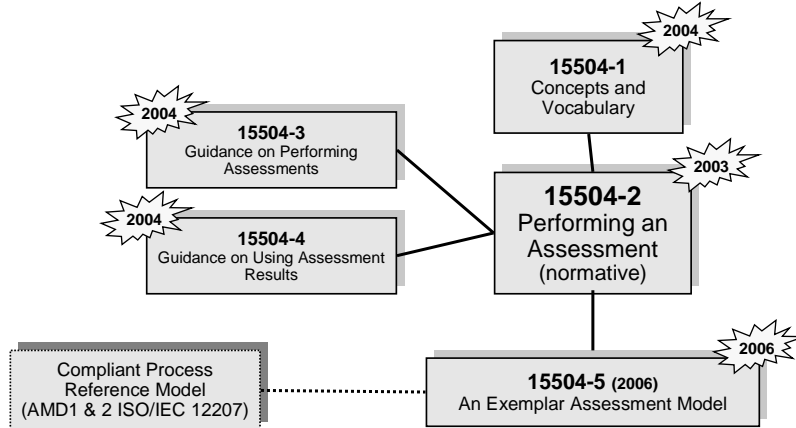 2004
15504-1
Concepts and
Vocabulary
2004
15504-3
Guidance on Performing
Assessments
2003
15504-2
Performing an
Assessment
(normative)
2004
15504-4
Guidance on Using Assessment
Results
2006
Compliant Process
Reference Model
(AMD1 & 2 ISO/IEC 12207)
15504-5 (2006)
An Exemplar Assessment Model